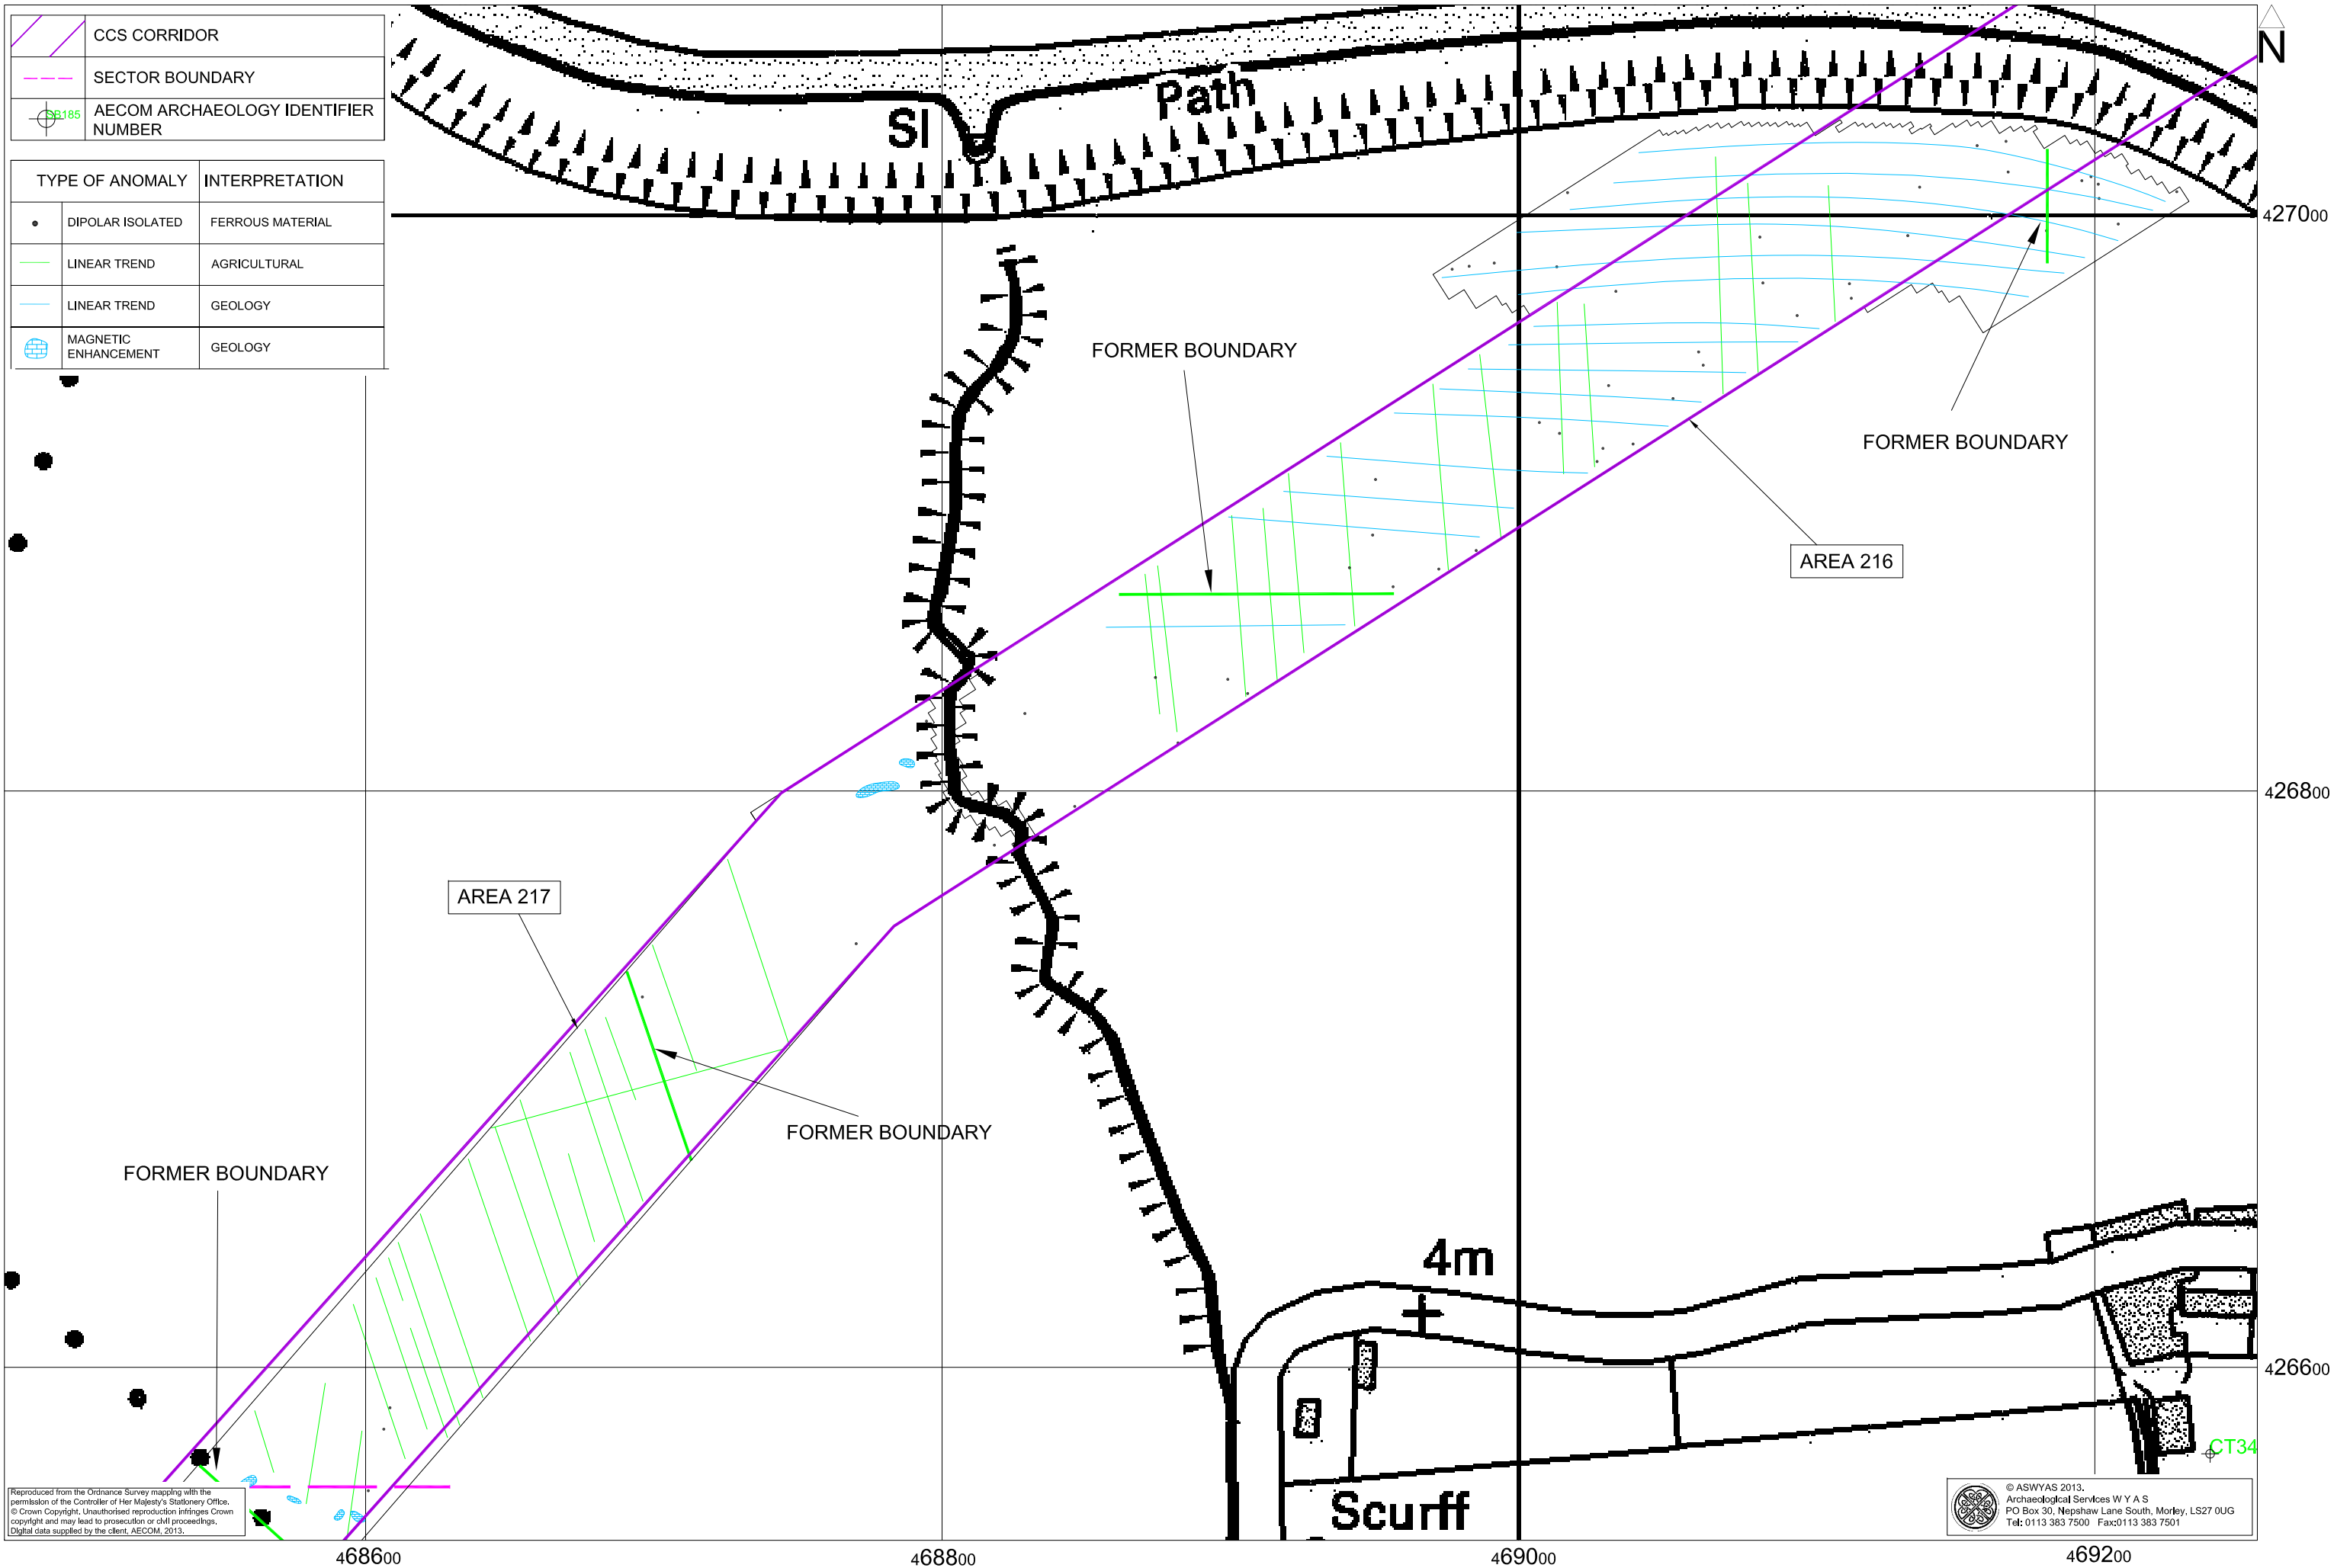 CCS CORRIDOR
SECTOR BOUNDARY
SB185
AECOM ARCHAEOLOGY IDENTIFIER
NUMBER
TYPE OF ANOMALY INTERPRETATION
DIPOLAR ISOLATED FERROUS MATERIAL
LINEAR TREND AGRICULTURAL
LINEAR TREND GEOLOGY
MAGNETIC
ENHANCEMENT
GEOLOGY
N
Path
Sl
427000
FORMER BOUNDARY
FORMER BOUNDARY
AREA 216
426800
AREA 217
FORMER BOUNDARY
FORMER BOUNDARY
4m
426600
CT34
Scurff
Reproduced from the Ordnance Survey mapping with the
permission of the Controller of Her Majesty's Stationery Office.
© Crown Copyright. Unauthorised reproduction infringes Crown
copyright and may lead to prosecution or civil proceedings.
Digital data supplied by the client, AECOM, 2013.
© ASWYAS 2013.
Archaeological Services W Y A S
PO Box 30, Nepshaw Lane South, Morley, LS27 0UG
Tel: 0113 383 7500 Fax:0113 383 7501
468600
468800
469000
469200